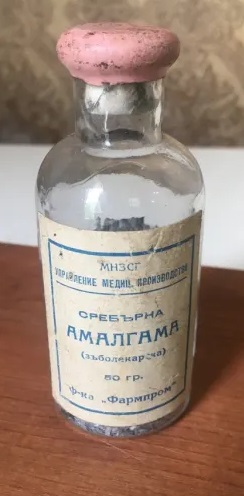 МНЗСГ
УПРАВЛЕНИЕ МЕДИЦ. ПРОИЗВОДСТВО
СРЕБЪРНА
АМАЛГАМА
(зъболекарска)
50 гр.
Ф-ка „Фармпром"